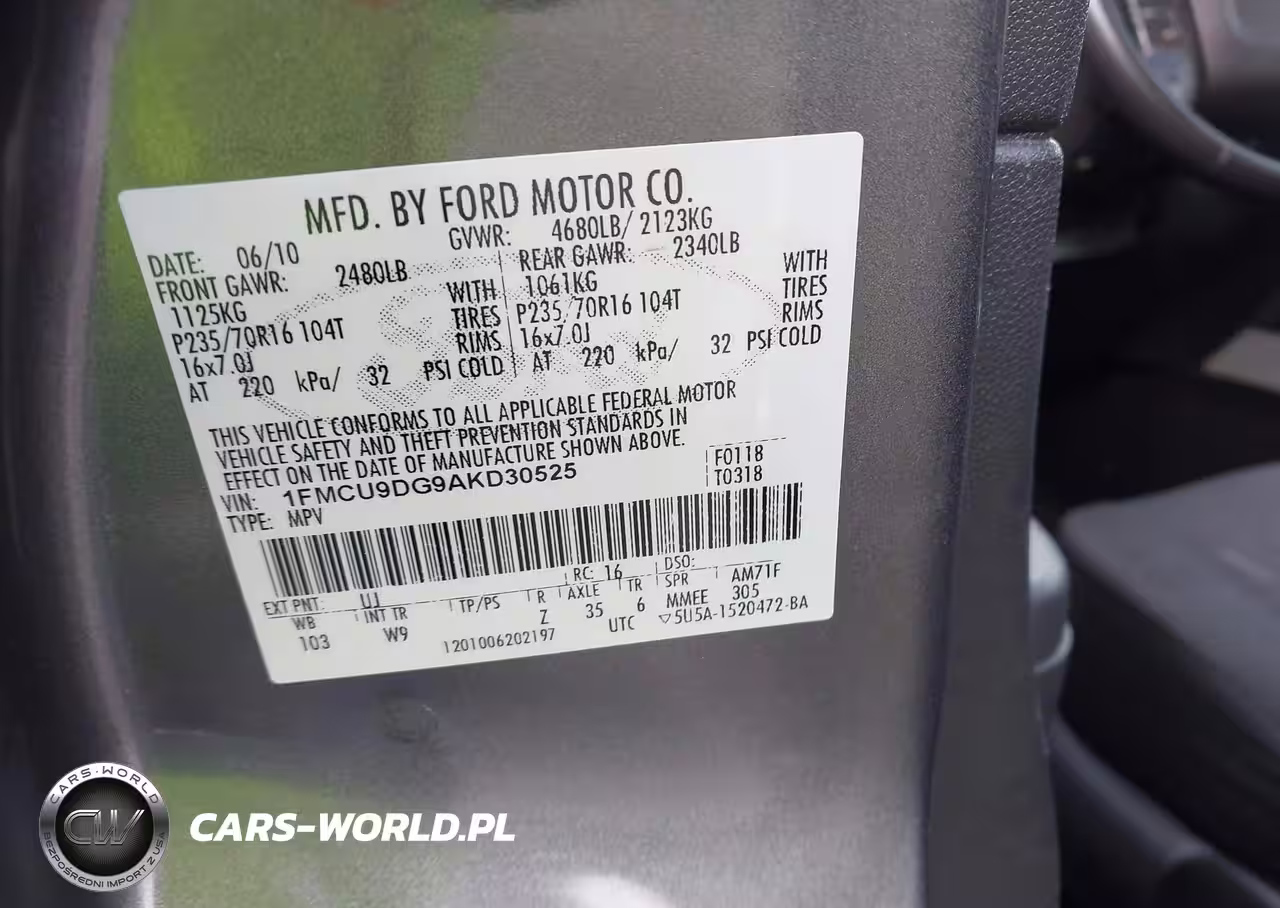 MFD. BY FORD MOTOR CO.
DATE: 06/10 GVWR: 4680LB/ 2123KG
FRONT GAWR: 2480LB REAR GAWR: 2340LB
1125KG WITH 1061KG WITH
P235/70R16 104T TIRES P235/70R16 104T TIRES
16x7.0J RIMS 16x7.0J RIMS
AT 220 kPa/ 32 PSI COLD AT 220 kPa/ 32 PSI COLD
THIS VEHICLE CONFORMS TO ALL APPLICABLE FEDERAL MOTOR
VEHICLE SAFETY AND THEFT PREVENTION STANDARDS IN
EFFECT ON THE DATE OF MANUFACTURE SHOWN ABOVE.
VIN: 1FMCU9DG9AKD30525 F0118
TYPE: MPV T0318
EXT PNT: UJ RC: 16 DSO:
WB INT TR TP/PS R AXLE TR SPR AM71F
103 W9 Z 35 6 MMEE 305
1201006202197 UTC ▽5U5A-1520472-BA
CARS-WORLD
CW
BEZPOŚREDNI IMPORT Z USA
CARS-WORLD.PL